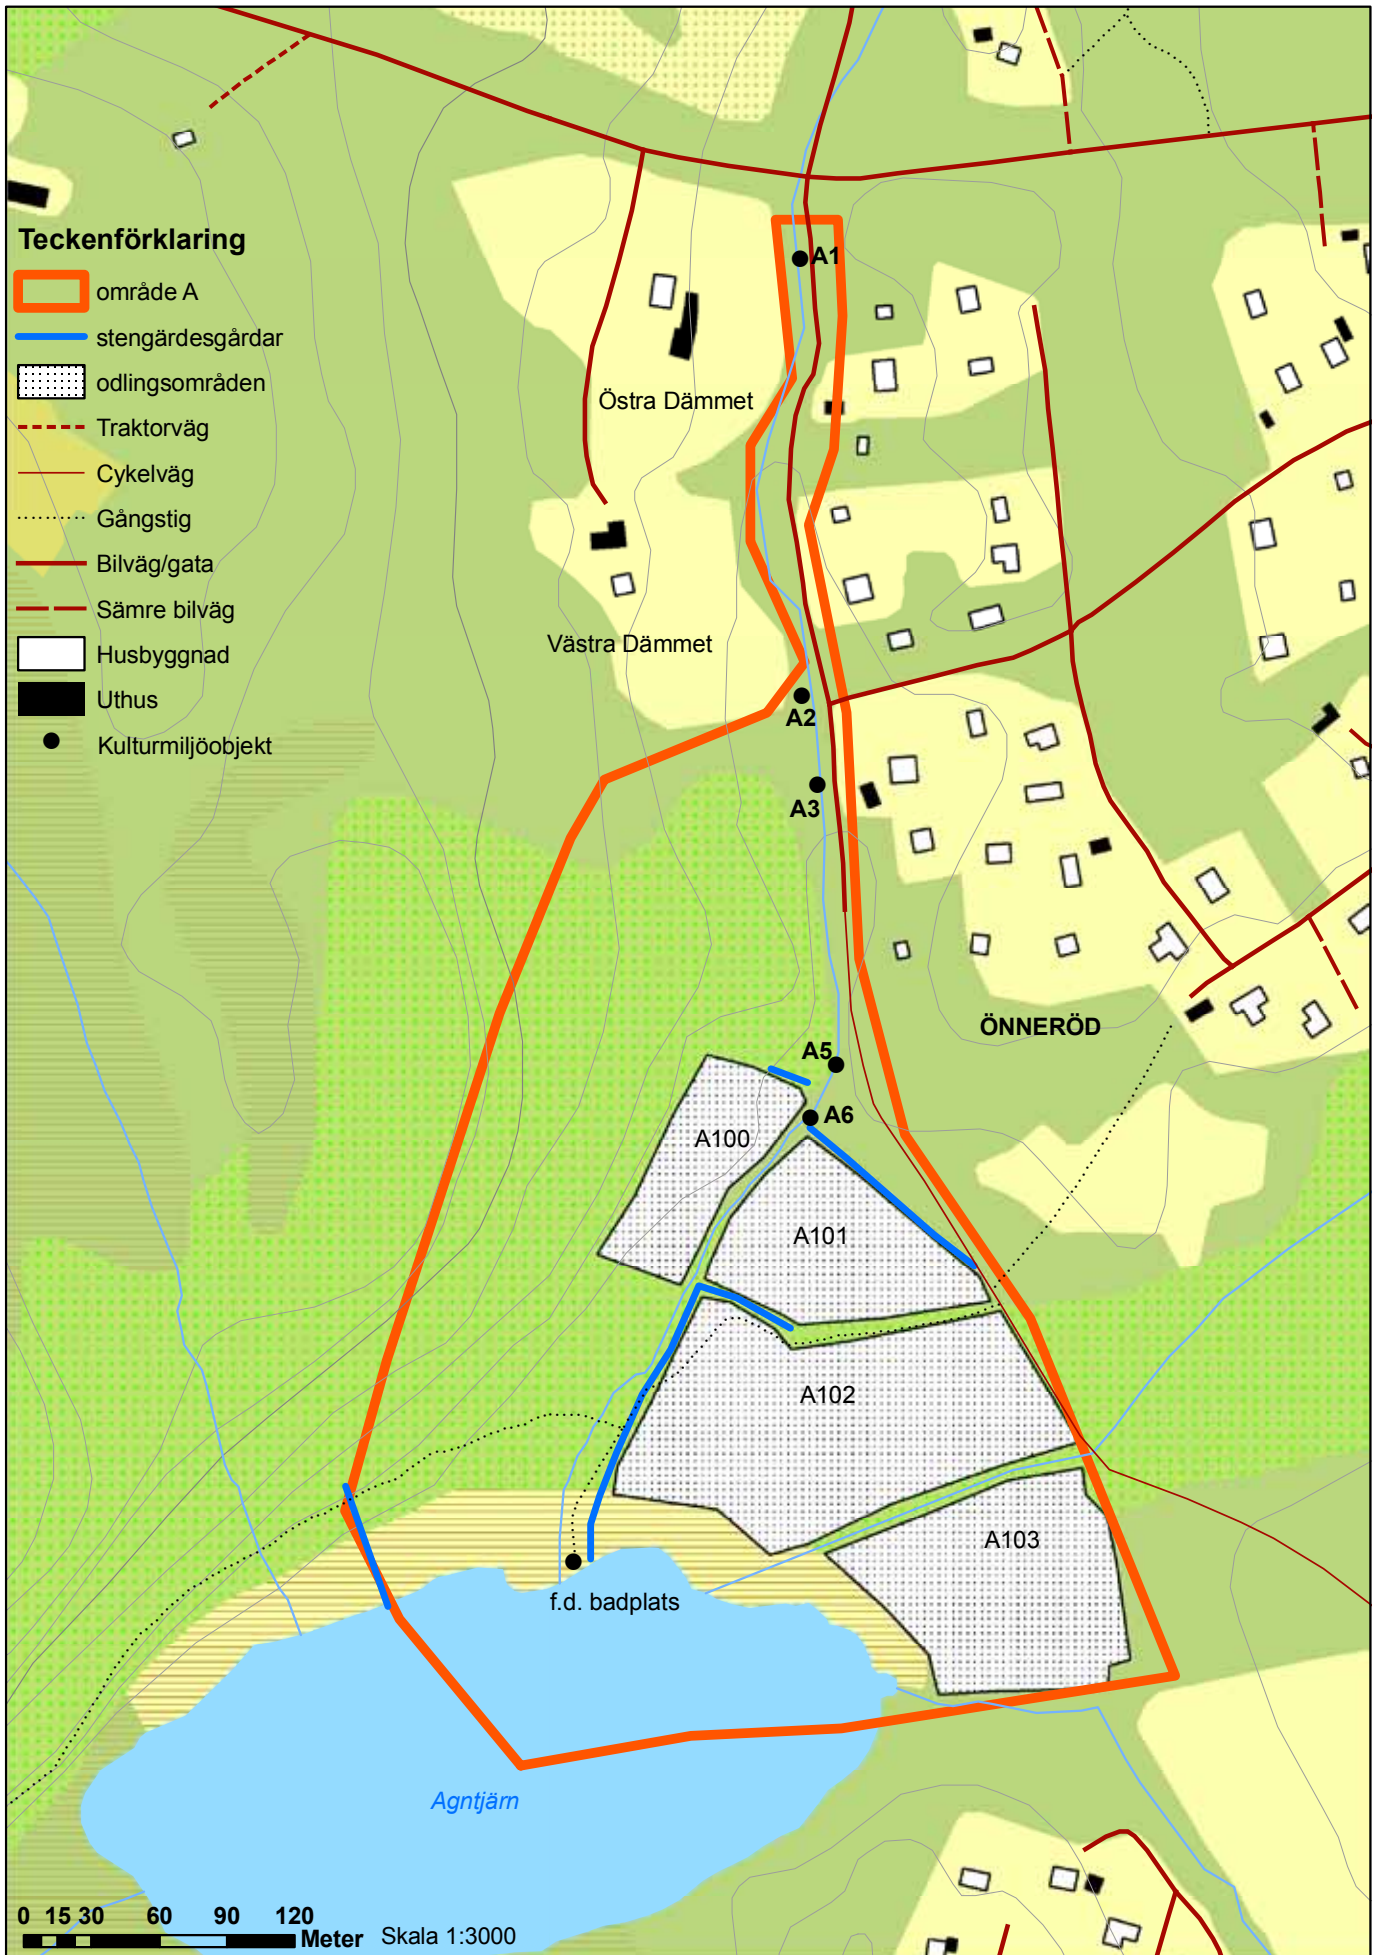 Teckenförklaring
område A
stengärdesgårdar
odlingsområden
Traktorväg
Cykelväg
Gångstig
Bilväg/gata
Sämre bilväg
Husbyggnad
Uthus
Kulturmiljöobjekt
A1
Östra Dämmet
Västra Dämmet
A2
A3
ÖNNERÖD
A5
A6
A100
A101
A102
A103
f.d. badplats
Agntjärn
0 15 30 60 90 120
Meter Skala 1:3000